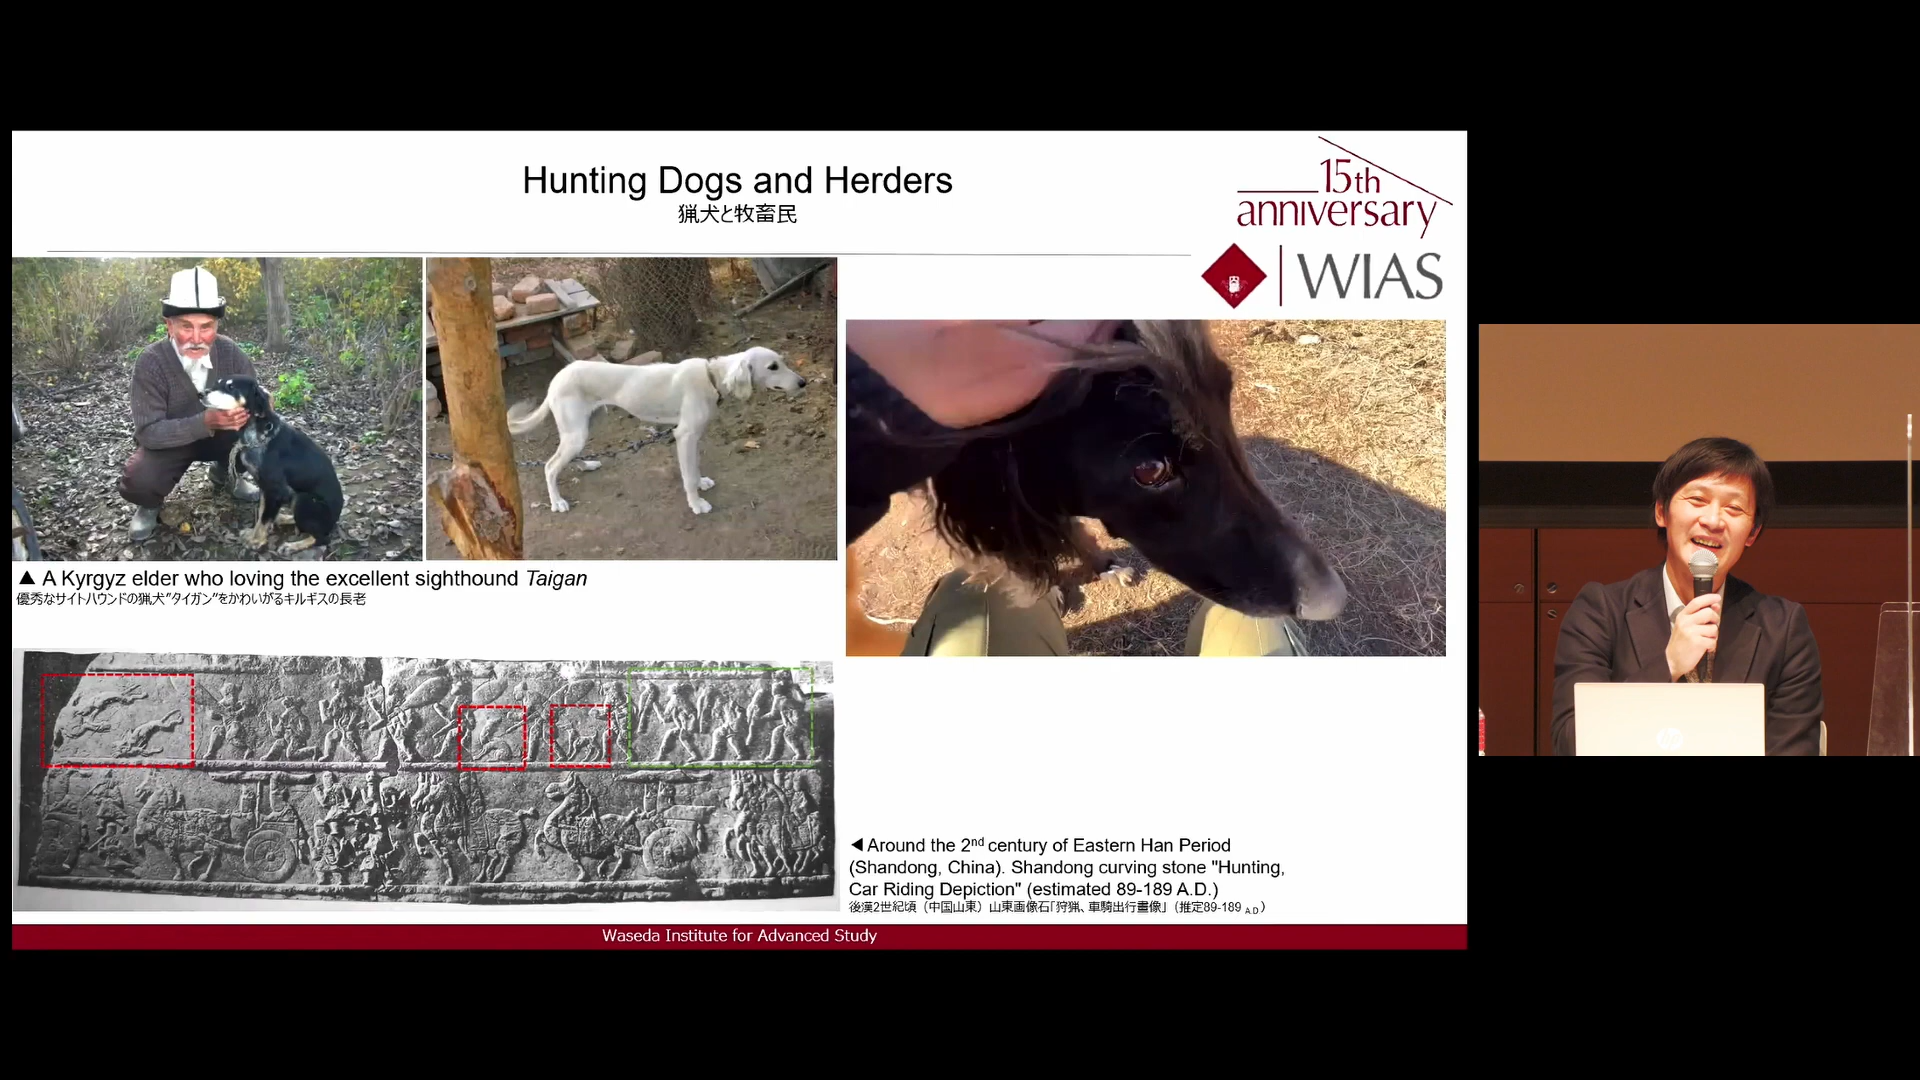 Hunting Dogs and Herders
猟犬と牧畜民
15th
anniversary
WIAS
▲ A Kyrgyz elder who loving the excellent sighthound Taigan
優秀なサイトハウンドの猟犬”タイガン”をかわいがるキルギスの長老
◀Around the 2nd century of Eastern Han Period
(Shandong, China). Shandong curving stone "Hunting,
Car Riding Depiction" (estimated 89-189 A.D.)
後漢2世紀頃（中国山東）山東画像石「狩猟、車騎出行畫像」（推定89-189 A.D）
Waseda Institute for Advanced Study
hp